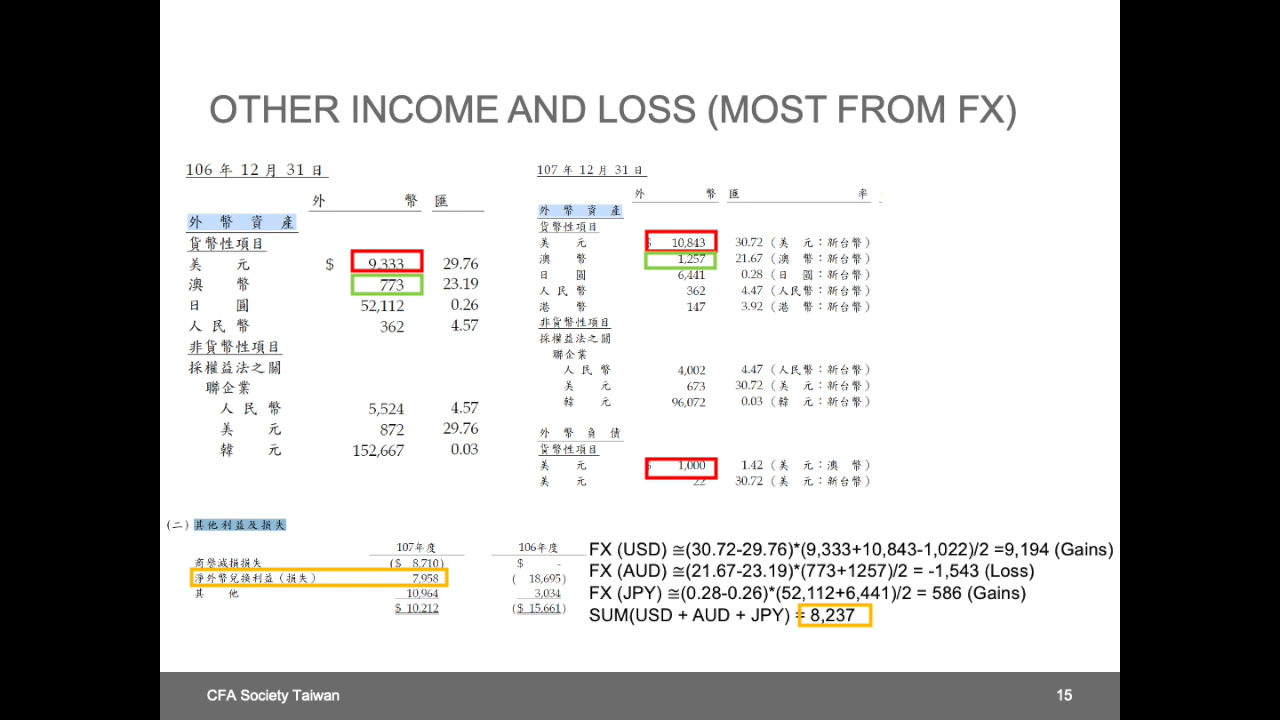 OTHER INCOME AND LOSS (MOST FROM FX)
106 年 12 月 31 日
外 幣 匯
外 幣 資 產
貨幣性項目
美 元 $ 9,333 29.76
澳 幣 773 23.19
日 圓 52,112 0.26
人 民 幣 362 4.57
非貨幣性項目
採權益法之關
聯企業
人 民 幣 5,524 4.57
美 元 872 29.76
韓 元 152,667 0.03
107 年 12 月 31 日
外 幣 匯 率
外 幣 資 產
貨幣性項目
美 元 $ 10,843 30.72 (美 元:新台幣)
澳 幣 1,257 21.67 (澳 幣:新台幣)
日 圓 6,441 0.28 (日 圓:新台幣)
人 民 幣 362 4.47 (人民幣:新台幣)
港 幣 147 3.92 (港 幣:新台幣)
非貨幣性項目
採權益法之關
聯企業
人 民 幣 4,002 4.47 (人民幣:新台幣)
美 元 673 30.72 (美 元:新台幣)
韓 元 96,072 0.03 (韓 元:新台幣)
外 幣 負 債
貨幣性項目
美 元 $ 1,000 1.42 (美 元:澳 幣)
美 元 22 30.72 (美 元:新台幣)
(二) 其他利益及損失
107年度 106年度
商譽減損損失 ($ 8,710) $ -
淨外幣兌換利益(損失) 7,958 ( 18,695)
其 他 10,964 3,034
$ 10,212 ($ 15,661)
FX (USD) ≅(30.72-29.76)*(9,333+10,843-1,022)/2 =9,194 (Gains)
FX (AUD) ≅(21.67-23.19)*(773+1257)/2 = -1,543 (Loss)
FX (JPY) ≅(0.28-0.26)*(52,112+6,441)/2 = 586 (Gains)
SUM(USD + AUD + JPY) = 8,237
CFA Society Taiwan 15